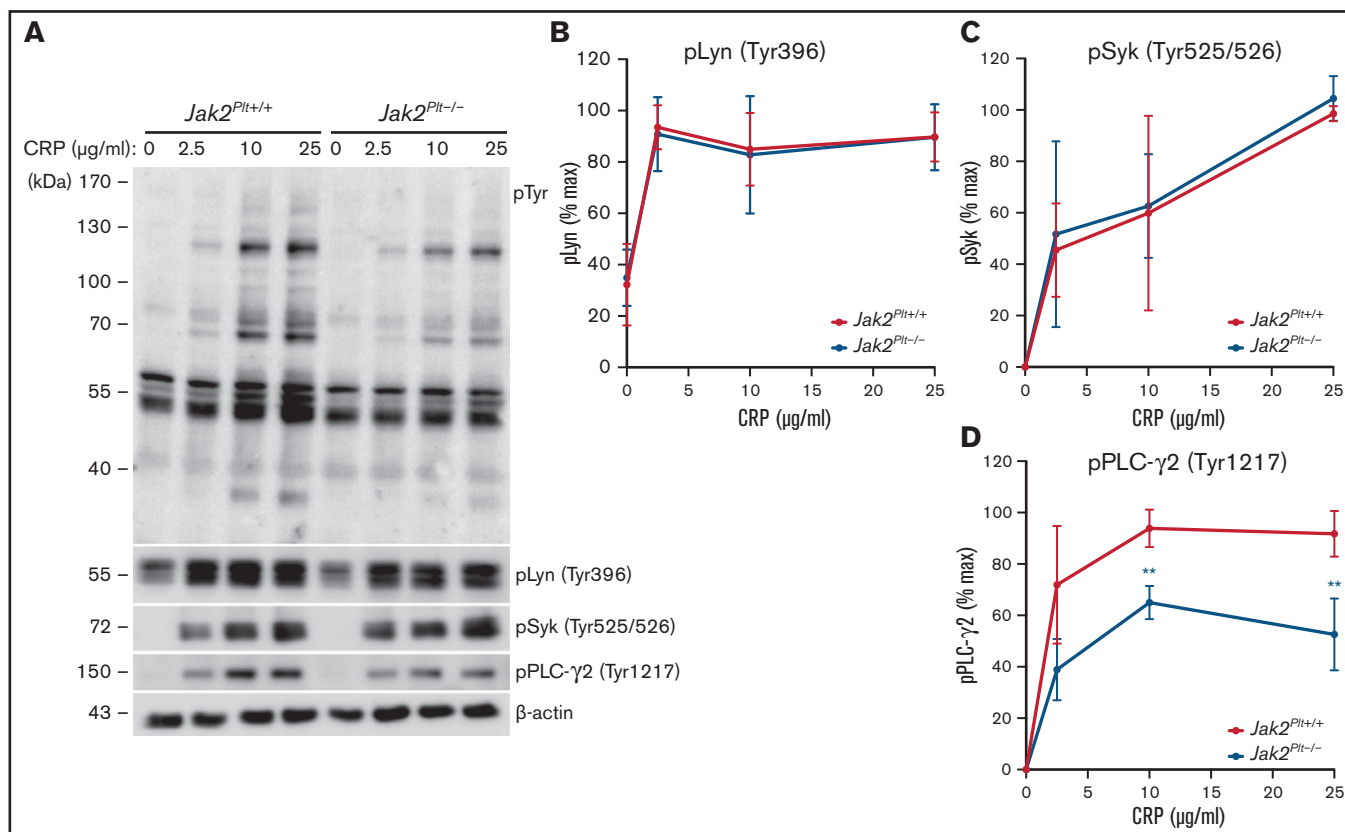 A
Jak2Plt+/+ Jak2Plt−/−
CRP (µg/ml): 0 2.5 10 25 0 2.5 10 25
(kDa)
170 –
130 –
100 –
70 –
55 –
40 –
pTyr
55 – pLyn (Tyr396)
72 – pSyk (Tyr525/526)
150 – pPLC-γ2 (Tyr1217)
43 – β-actin
B
pLyn (Tyr396)
120
100
80
60
40
20
0
pLyn (% max)
Jak2Plt+/+
Jak2Plt−/−
0 5 10 15 20 25
CRP (µg/ml)
C
pSyk (Tyr525/526)
120
100
80
60
40
20
0
pSyk (% max)
Jak2Plt+/+
Jak2Plt−/−
0 5 10 15 20 25
CRP (µg/ml)
D
pPLC-γ2 (Tyr1217)
120
100
80
60
40
20
0
pPLC-γ2 (% max)
**
**
Jak2Plt+/+
Jak2Plt−/−
0 5 10 15 20 25
CRP (µg/ml)